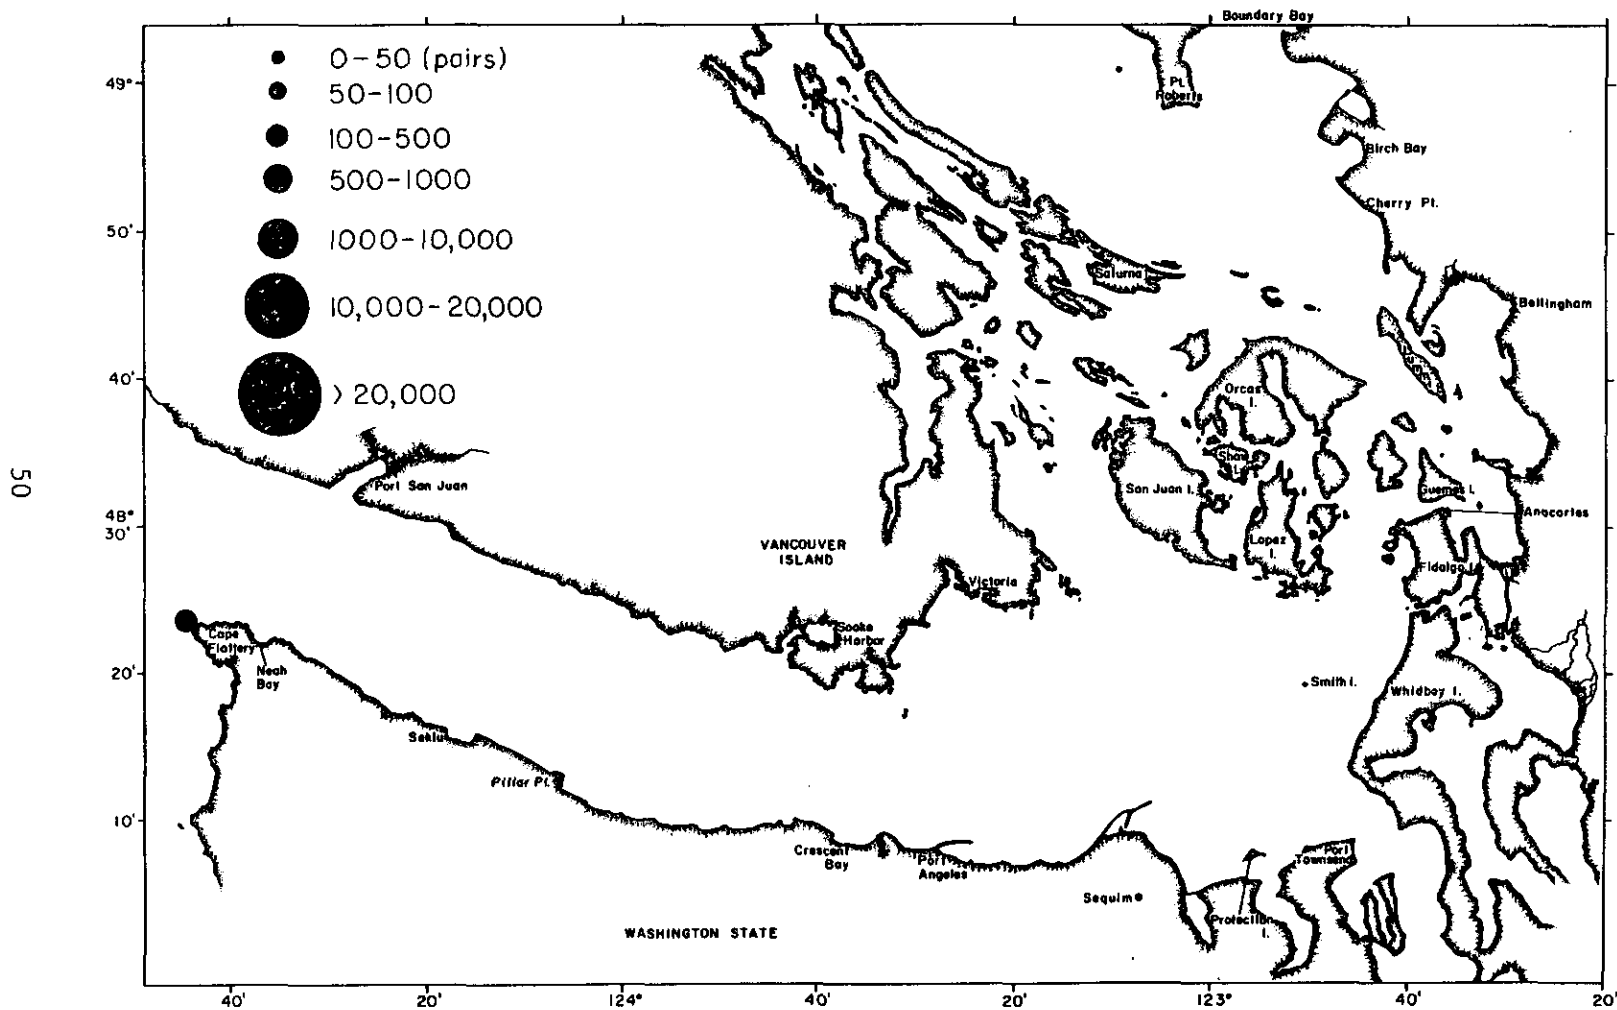 Boundary Bay
0-50 (pairs)
50-100
100-500
500-1000
1000-10,000
10,000-20,000
> 20,000
49°
50'
40'
48°
30'
20'
10'
50
Pt.
Roberts
Birch Bay
Cherry Pt.
Saturna
Bellingham
Orcas
I.
Shaw
I.
San Juan I.
Lopez
I.
Guemes I.
Anacortes
Fidalgo I.
Port San Juan
VANCOUVER
ISLAND
Victoria
Sooke
Harbor
Cape
Flattery
Neah
Bay
Smith I.
Whidbey I.
Sekiu
Pillar Pt.
Crescent
Bay
Port
Angeles
Port
Townsend
Sequim
Protection
I.
WASHINGTON STATE
40'
20'
124°
40'
20'
123°
40'
20'